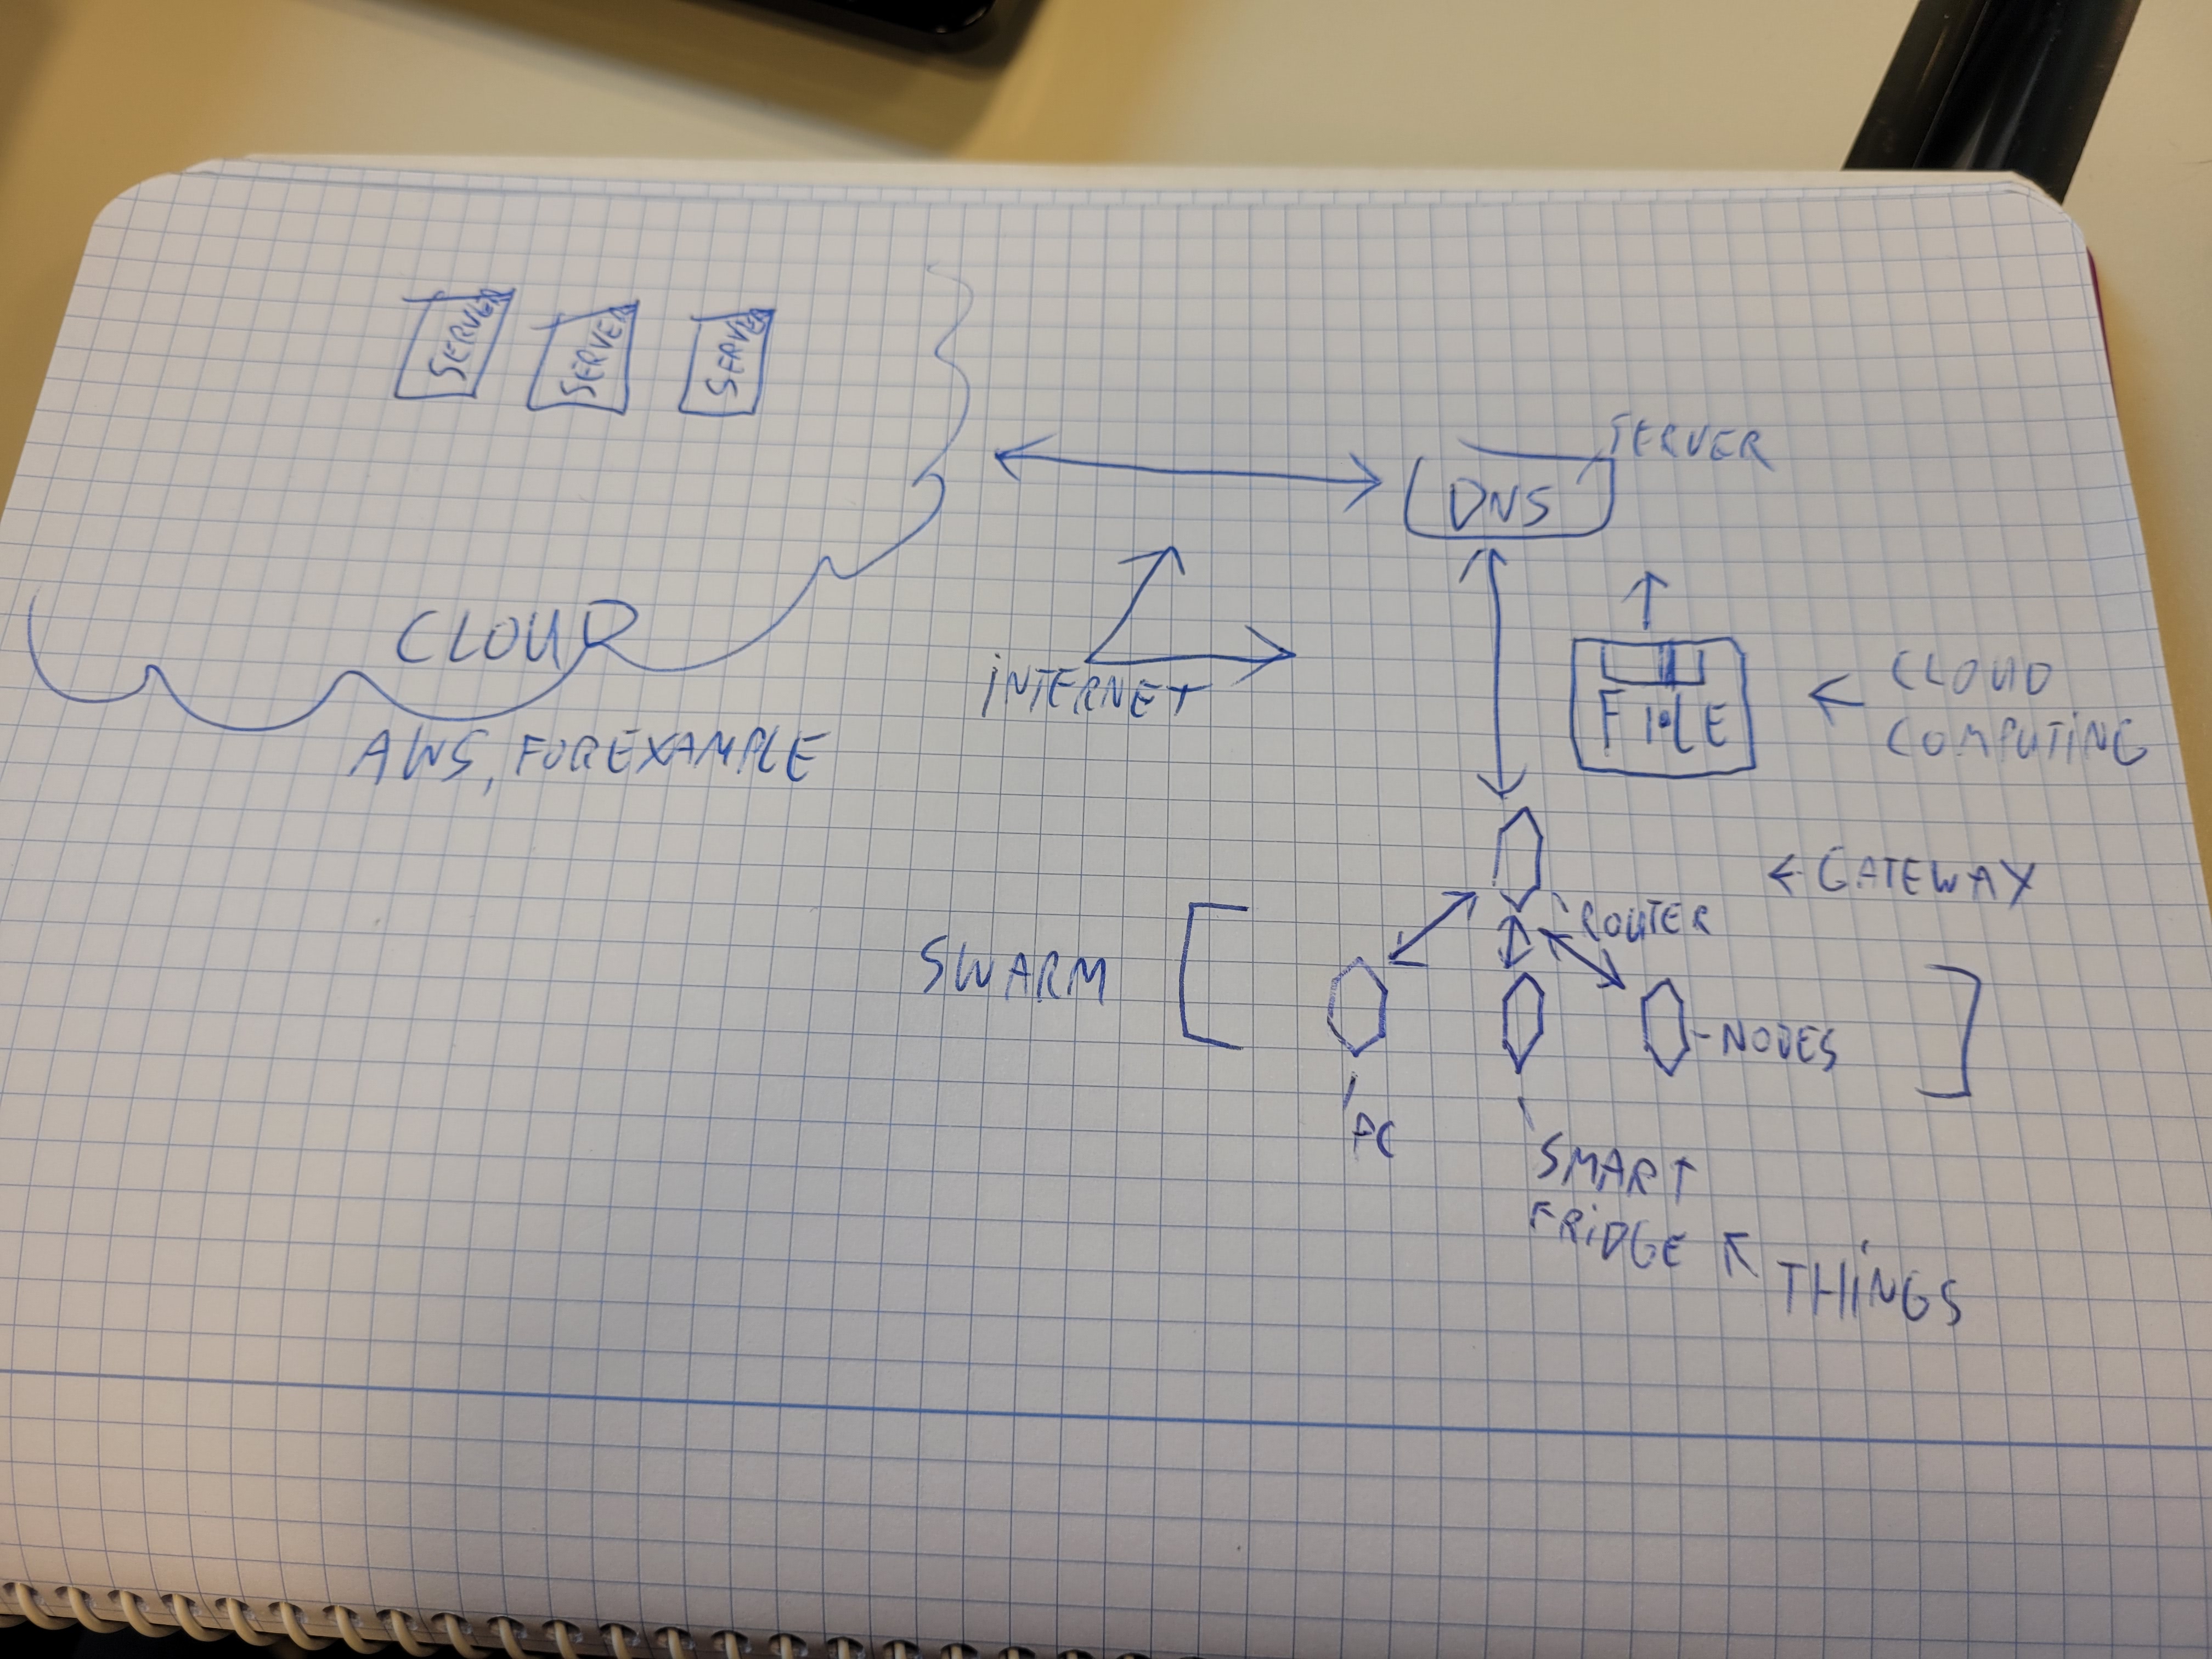 SERVER
SERVER
SERVER
CLOUD
AWS, FOR EXAMPLE
INTERNET
DNS
SERVER
FILE
CLOUD
COMPUTING
ROUTER
GATEWAY
SWARM
PC
NODES
SMART
FRIDGE
THINGS